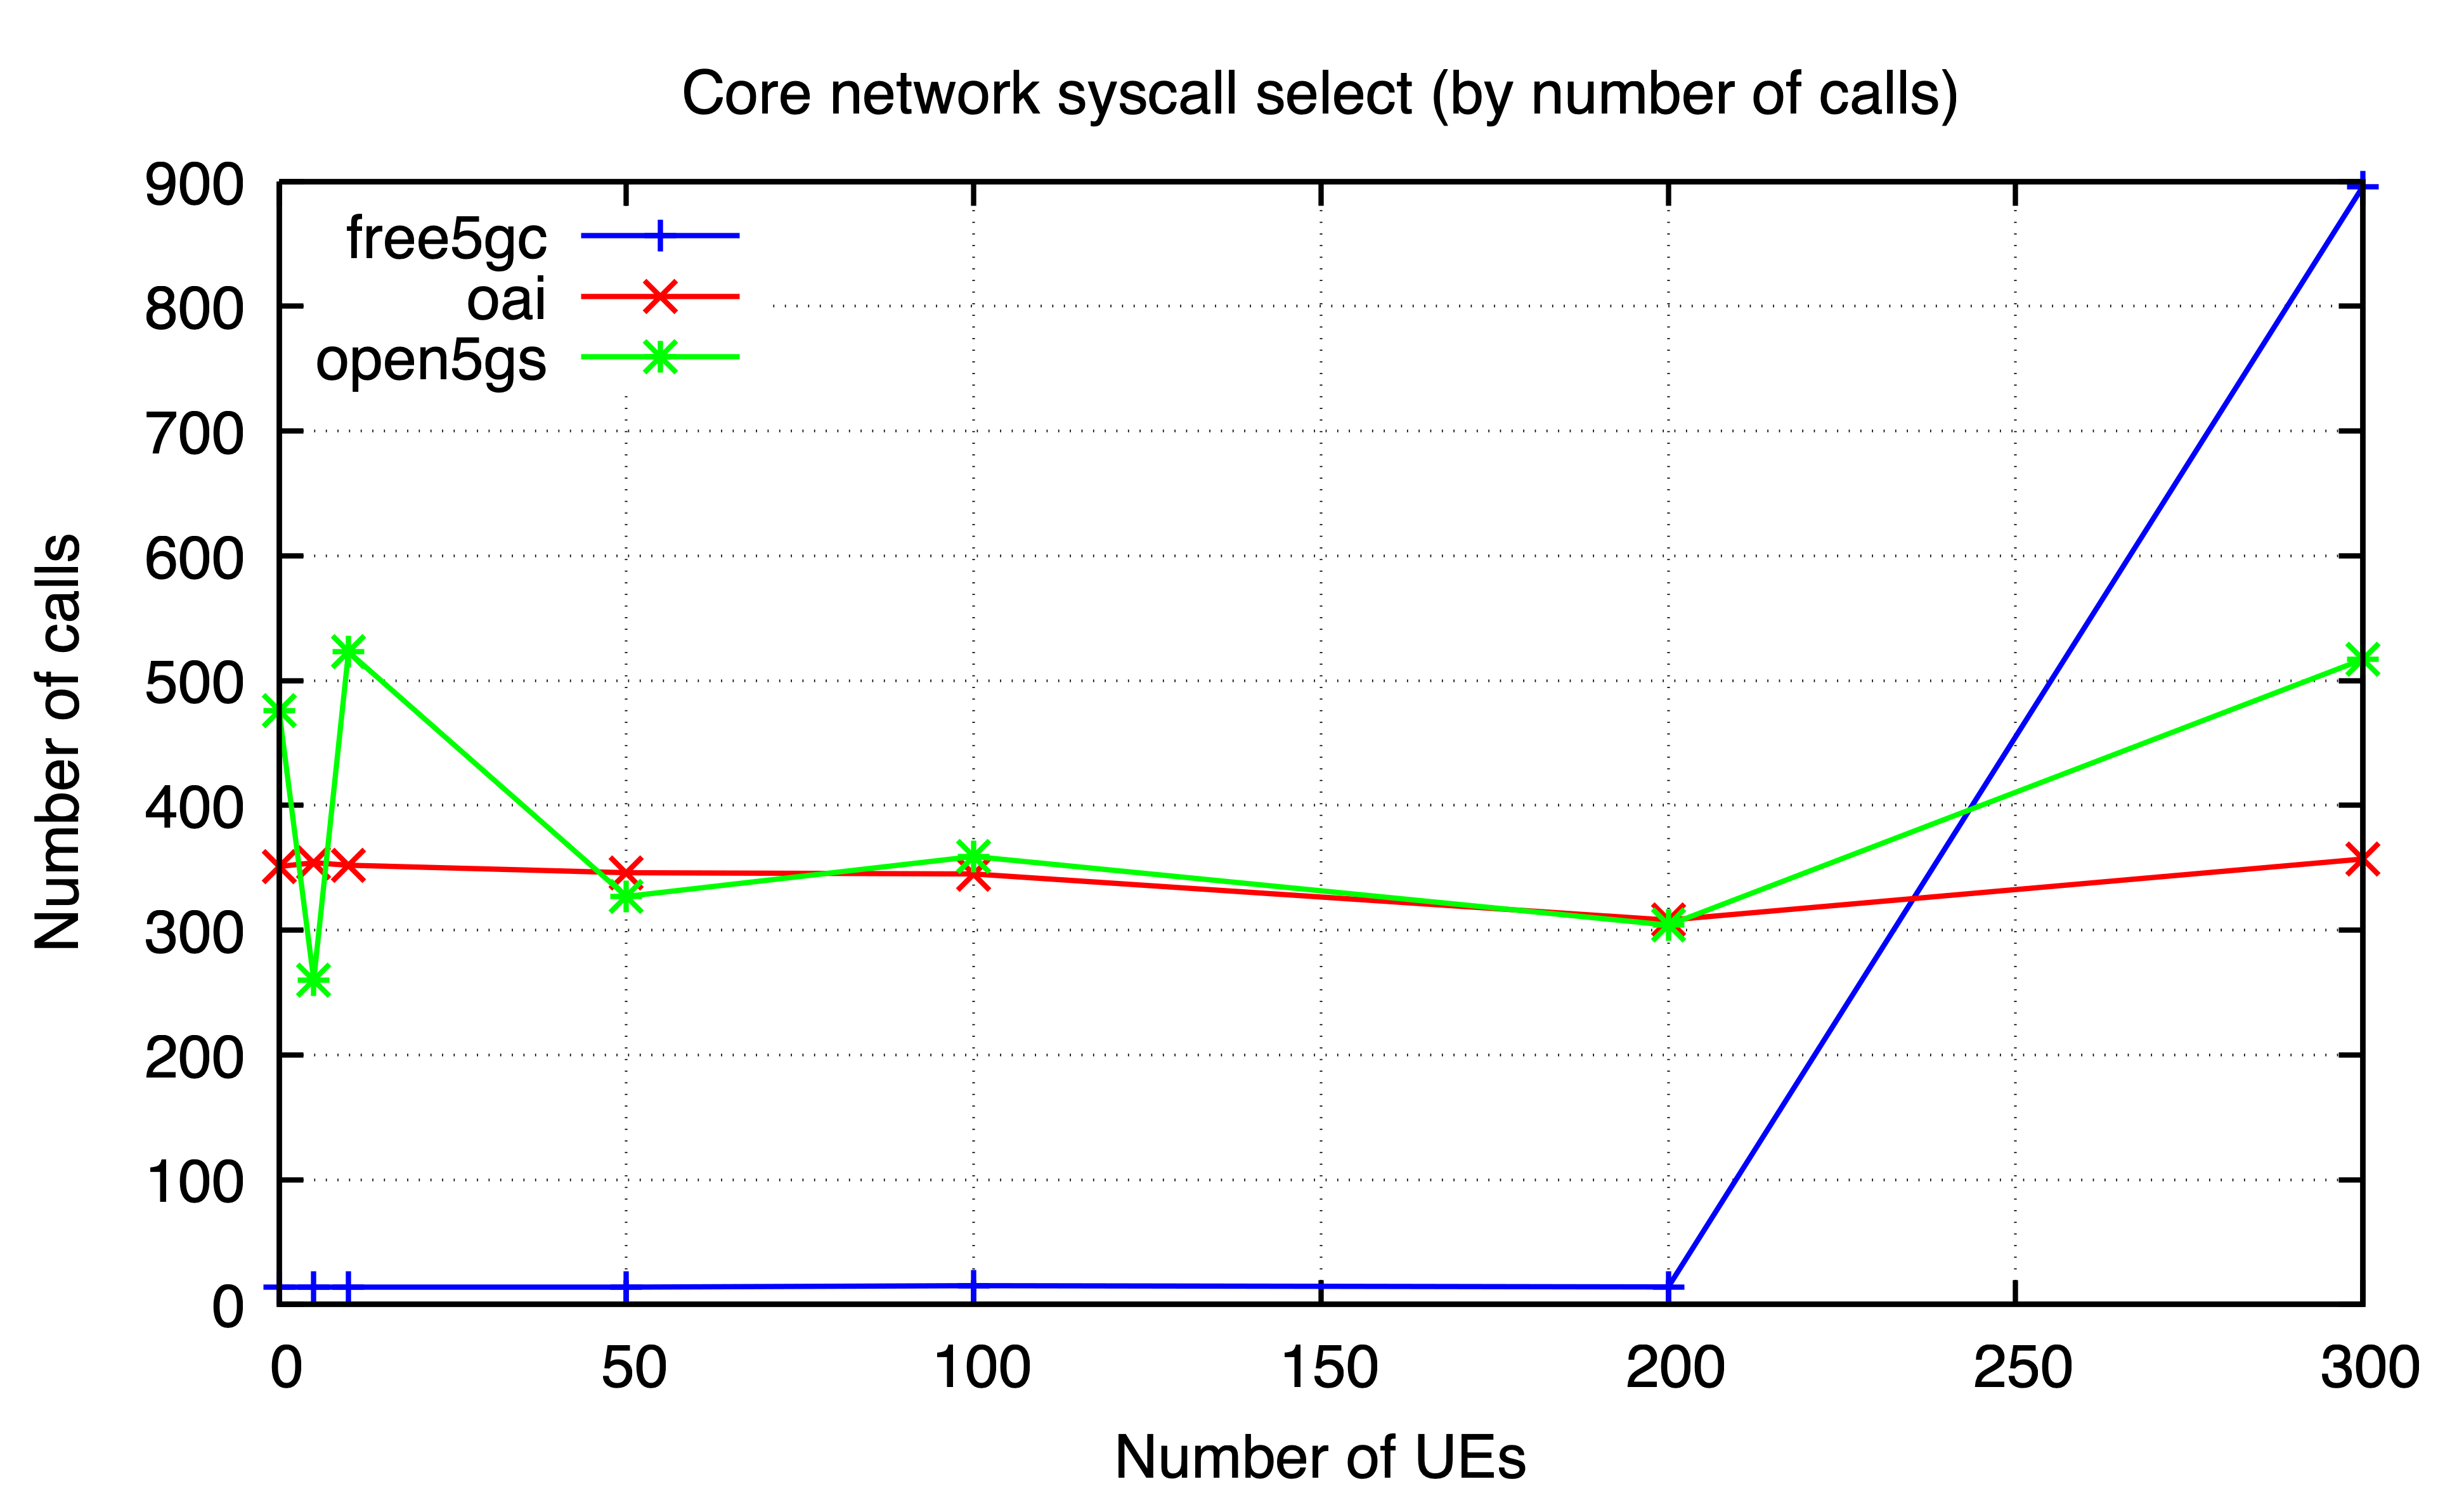 Core network syscall select (by number of calls)
900
800
700
600
500
400
300
200
100
0
free5gc
oai
open5gs
Number of calls
0 50 100 150 200 250 300
Number of UEs